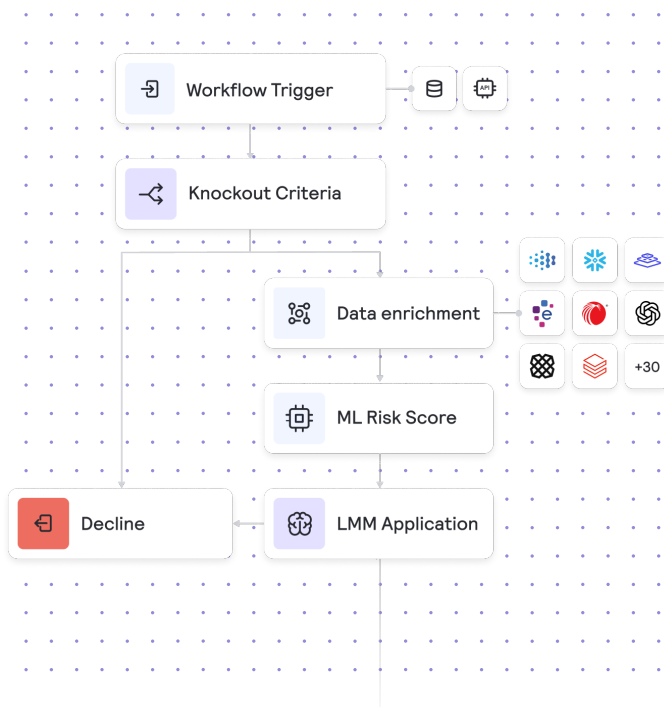 Workflow Trigger
API
Knockout Criteria
Data enrichment
e
+30
ML Risk Score
Decline
LMM Application